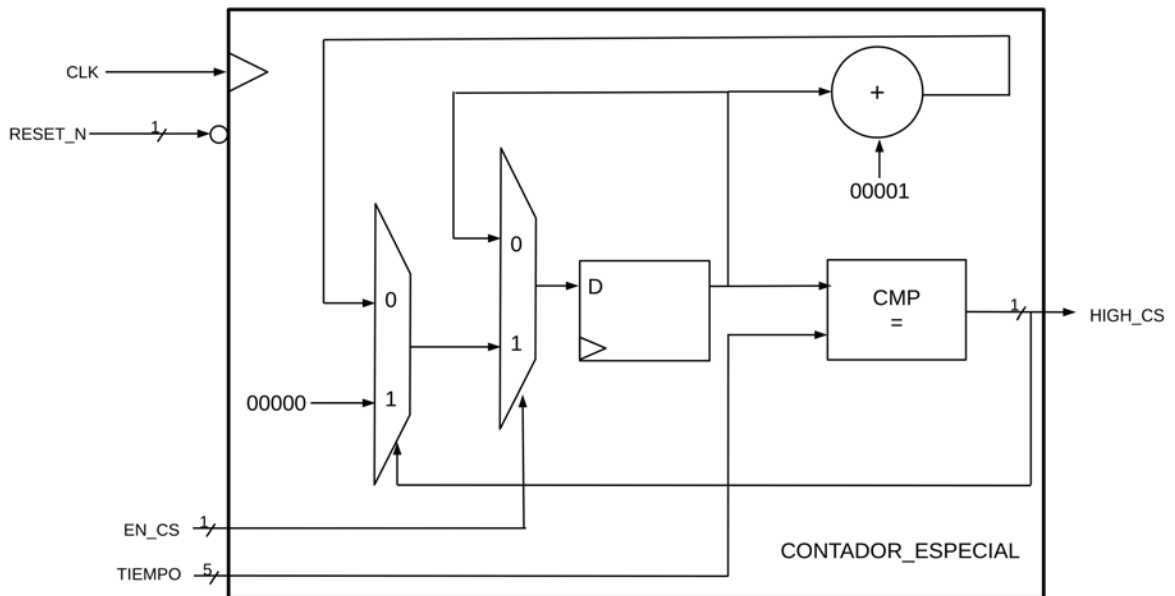 CLK
1
RESET_N
+
00001
0
D
CMP
=
0
1
HIGH_CS
1
00000
1
EN_CS
1
CONTADOR_ESPECIAL
TIEMPO
5